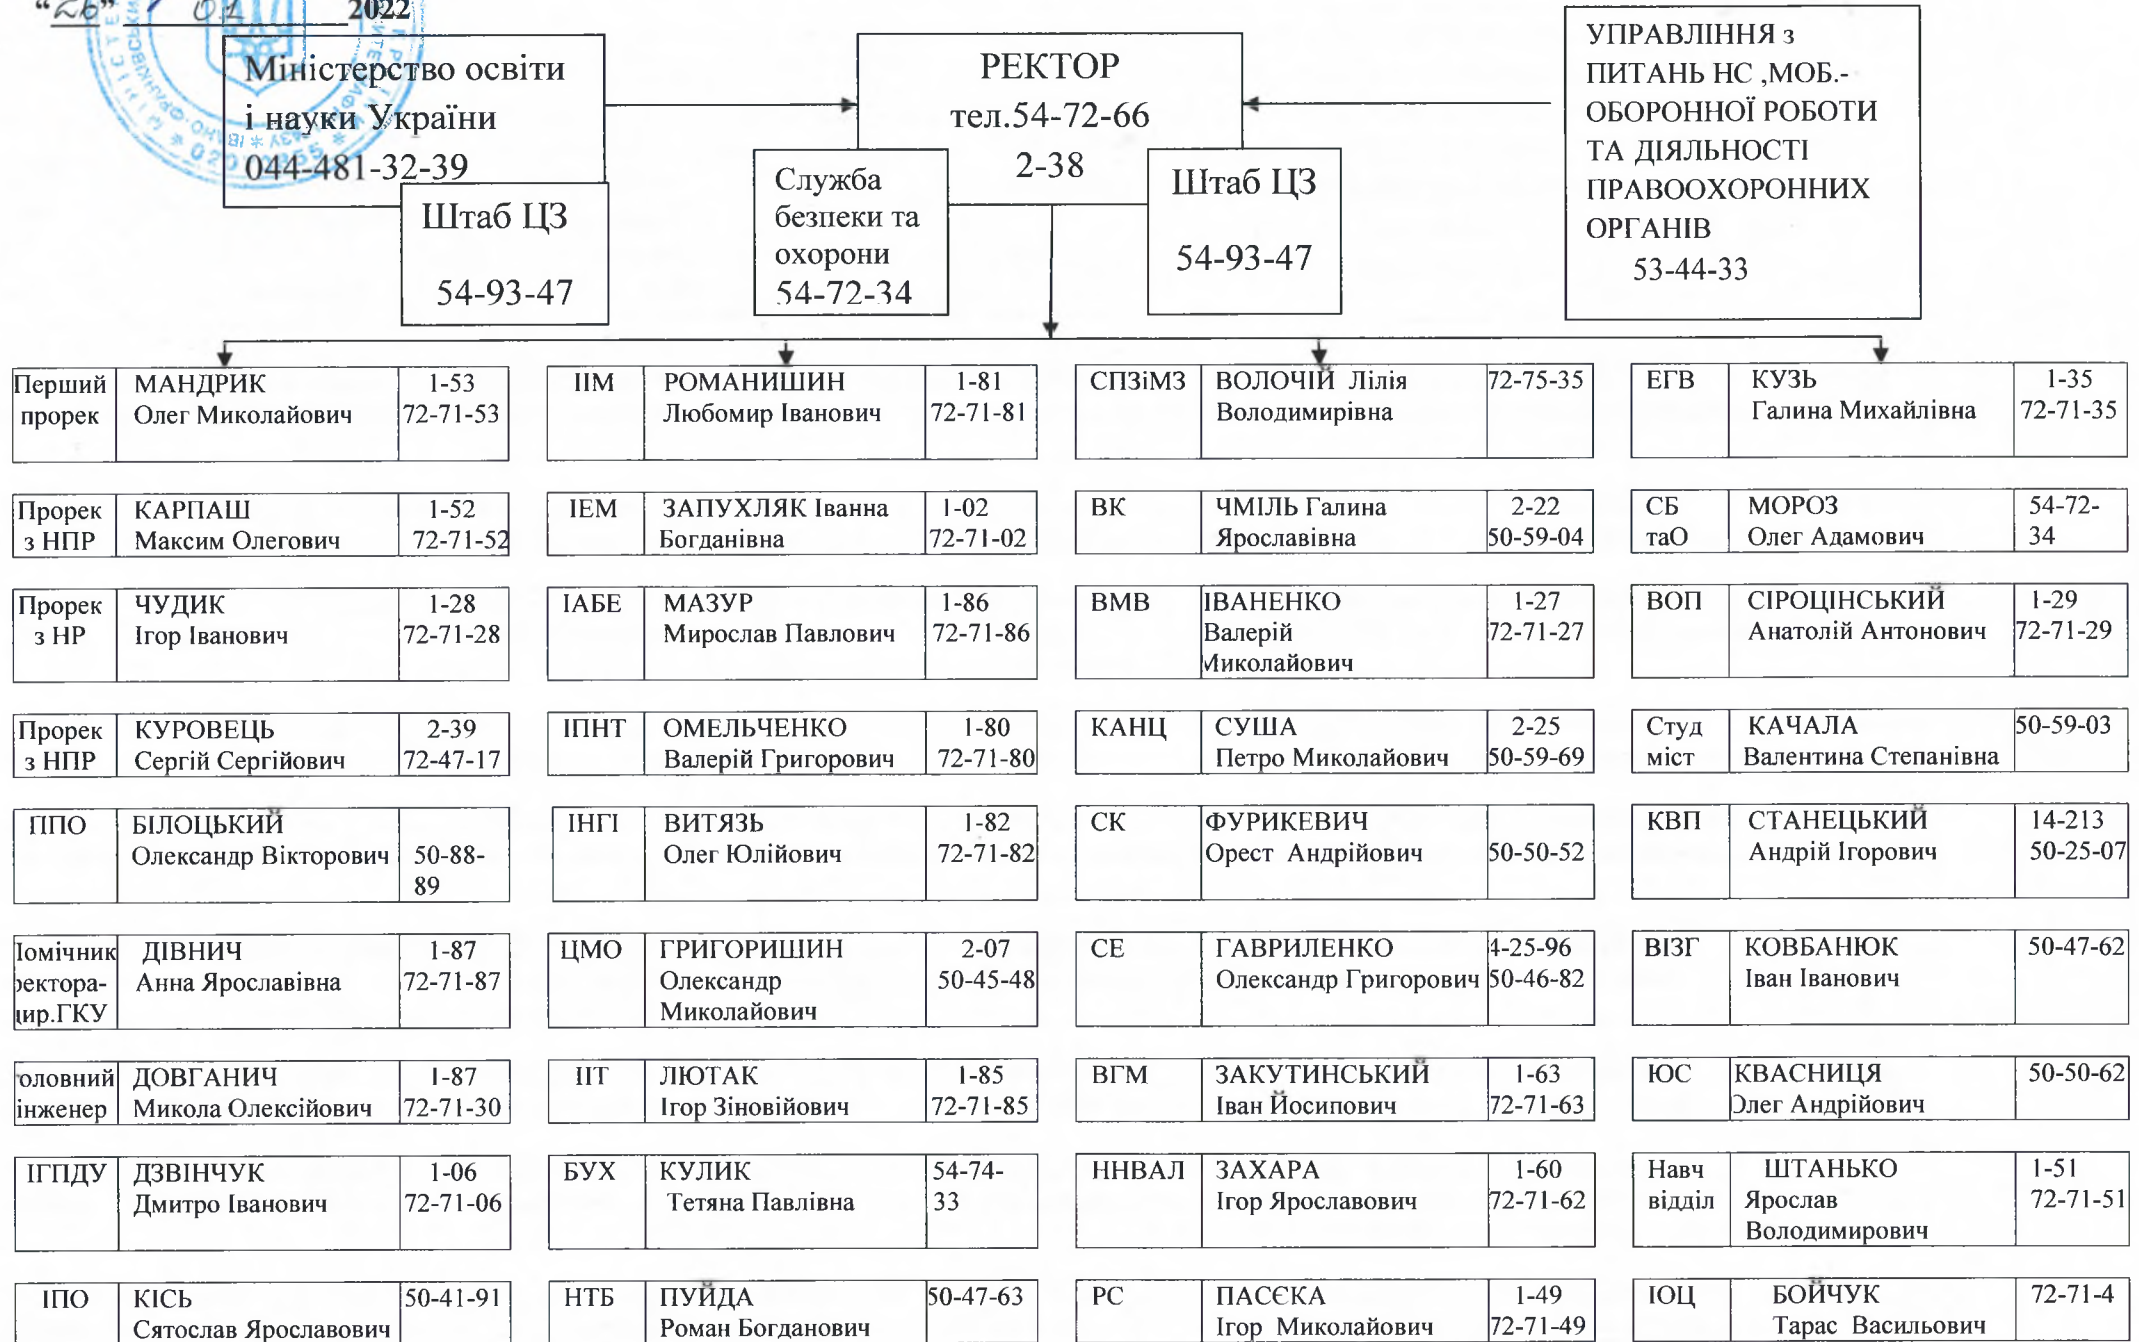 "26" 01 2022
Міністерство освіти
і науки України
044-481-32-39
Штаб ЦЗ
54-93-47
РЕКТОР
тел.54-72-66
2-38
Служба
безпеки та
охорони
54-72-34
Штаб ЦЗ
54-93-47
УПРАВЛІННЯ з
ПИТАНЬ НС ,МОБ.-
ОБОРОННОЇ РОБОТИ
ТА ДІЯЛЬНОСТІ
ПРАВООХОРОННИХ
ОРГАНІВ
53-44-33
Перший МАНДРИК 1-53
прорек Олег Миколайович 72-71-53
ІІМ РОМАНИШИН 1-81
Любомир Іванович 72-71-81
СПЗіМЗ ВОЛОЧІЙ Лілія 72-75-35
Володимирівна
ЕГВ КУЗЬ 1-35
Галина Михайлівна 72-71-35
Прорек КАРПАШ 1-52
з НПР Максим Олегович 72-71-52
ІЕМ ЗАПУХЛЯК Іванна 1-02
Богданівна 72-71-02
ВК ЧМІЛЬ Галина 2-22
Ярославівна 50-59-04
СБ МОРОЗ 54-72-
таО Олег Адамович 34
Прорек ЧУДИК 1-28
з НР Ігор Іванович 72-71-28
ІАБЕ МАЗУР 1-86
Мирослав Павлович 72-71-86
ВМВ ІВАНЕНКО 1-27
Валерій 72-71-27
Миколайович
ВОП СІРОЦІНСЬКИЙ 1-29
Анатолій Антонович 72-71-29
Прорек КУРОВЕЦЬ 2-39
з НПР Сергій Сергійович 72-47-17
ІПНТ ОМЕЛЬЧЕНКО 1-80
Валерій Григорович 72-71-80
КАНЦ СУША 2-25
Петро Миколайович 50-59-69
Студ КАЧАЛА 50-59-03
міст Валентина Степанівна
ППО БІЛОЦЬКИЙ
Олександр Вікторович 50-88-
89
ІНГІ ВИТЯЗЬ 1-82
Олег Юлійович 72-71-82
СК ФУРИКЕВИЧ
Орест Андрійович 50-50-52
КВП СТАНЕЦЬКИЙ 14-213
Андрій Ігорович 50-25-07
Помічник ДІВНИЧ 1-87
ректора- Анна Ярославівна 72-71-87
дир.ГКУ
ЦМО ГРИГОРИШИН 2-07
Олександр 50-45-48
Миколайович
СЕ ГАВРИЛЕНКО 4-25-96
Олександр Григорович 50-46-82
ВІЗГ КОВБАНЮК 50-47-62
Іван Іванович
Головний ДОВГАНИЧ 1-87
інженер Микола Олексійович 72-71-30
ІІТ ЛЮТАК 1-85
Ігор Зіновійович 72-71-85
ВГМ ЗАКУТИНСЬКИЙ 1-63
Іван Йосипович 72-71-63
ЮС КВАСНИЦЯ 50-50-62
Олег Андрійович
ІГПДУ ДЗВІНЧУК 1-06
Дмитро Іванович 72-71-06
БУХ КУЛИК 54-74-
Тетяна Павлівна 33
ННВАЛ ЗАХАРА 1-60
Ігор Ярославович 72-71-62
Навч ШТАНЬКО 1-51
відділ Ярослав 72-71-51
Володимирович
ІПО КІСЬ 50-41-91
Сятослав Ярославович
НТБ ПУЙДА 50-47-63
Роман Богданович
РС ПАСЄКА 1-49
Ігор Миколайович 72-71-49
ІОЦ БОЙЧУК 72-71-4
Тарас Васильович